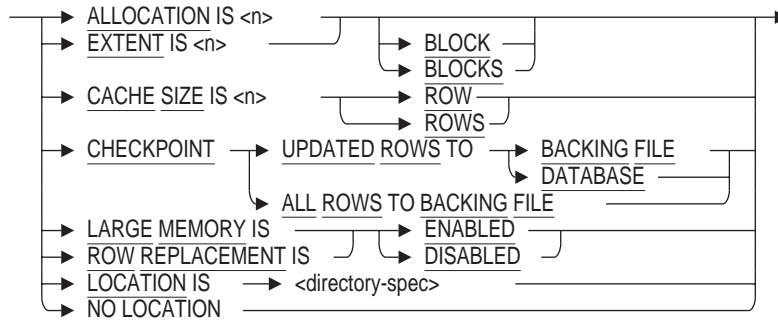 ALLOCATION IS <n>
EXTENT IS <n> BLOCK
BLOCKS
CACHE SIZE IS <n> ROW
ROWS
CHECKPOINT UPDATED ROWS TO BACKING FILE
DATABASE
ALL ROWS TO BACKING FILE
LARGE MEMORY IS ENABLED
ROW REPLACEMENT IS DISABLED
LOCATION IS <directory-spec>
NO LOCATION